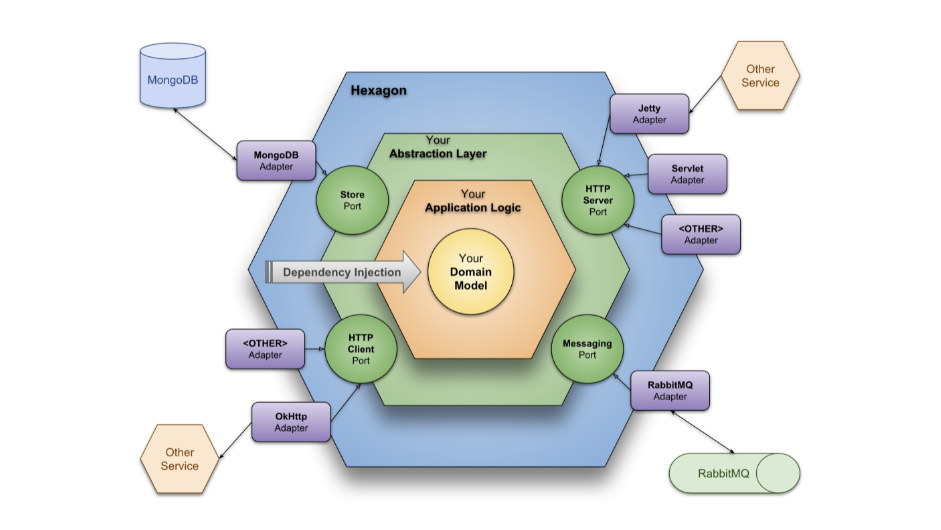 MongoDB
Other
Service
Hexagon
Jetty
Adapter
Your
Abstraction Layer
MongoDB
Adapter
Servlet
Adapter
Store
Port
Your
Application Logic
HTTP
Server
Port
<OTHER>
Adapter
Dependency Injection
Your
Domain
Model
<OTHER>
Adapter
HTTP
Client
Port
Messaging
Port
RabbitMQ
Adapter
OkHttp
Adapter
Other
Service
RabbitMQ